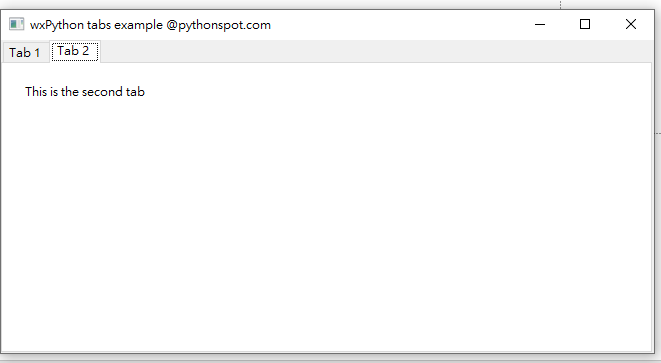 wxPython tabs example @pythonspot.com
Tab 1
Tab 2
This is the second tab